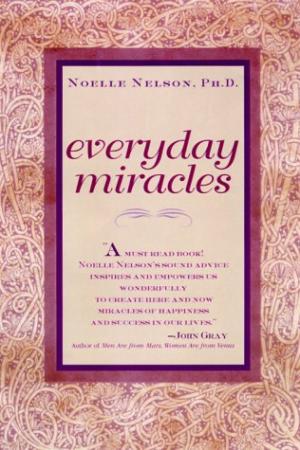 NOELLE NELSON, PH.D.
everyday
miracles
"A MUST READ BOOK!
NOELLE NELSON'S SOUND ADVICE
INSPIRES AND EMPOWERS US
WONDERFULLY
TO CREATE HERE AND NOW
MIRACLES OF HAPPINESS
AND SUCCESS IN OUR LIVES."
—JOHN GRAY
Author of Men Are from Mars, Women Are from Venus